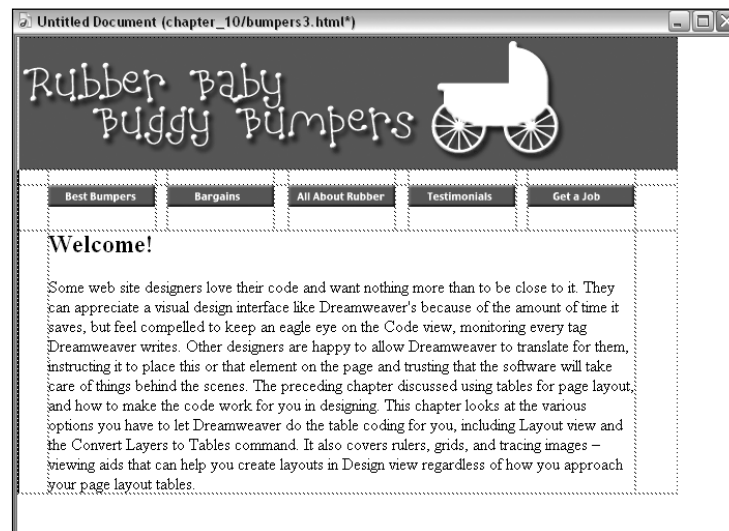 Untitled Document (chapter_10/bumpers3.html*)
Rubber Baby
Buggy Bumpers
Best Bumpers Bargains All About Rubber Testimonials Get a Job
Welcome!
Some web site designers love their code and want nothing more than to be close to it. They
can appreciate a visual design interface like Dreamweaver's because of the amount of time it
saves, but feel compelled to keep an eagle eye on the Code view, monitoring every tag
Dreamweaver writes. Other designers are happy to allow Dreamweaver to translate for them,
instructing it to place this or that element on the page and trusting that the software will take
care of things behind the scenes. The preceding chapter discussed using tables for page layout,
and how to make the code work for you in designing. This chapter looks at the various
options you have to let Dreamweaver do the table coding for you, including Layout view and
the Convert Layers to Tables command. It also covers rulers, grids, and tracing images –
viewing aids that can help you create layouts in Design view regardless of how you approach
your page layout tables.